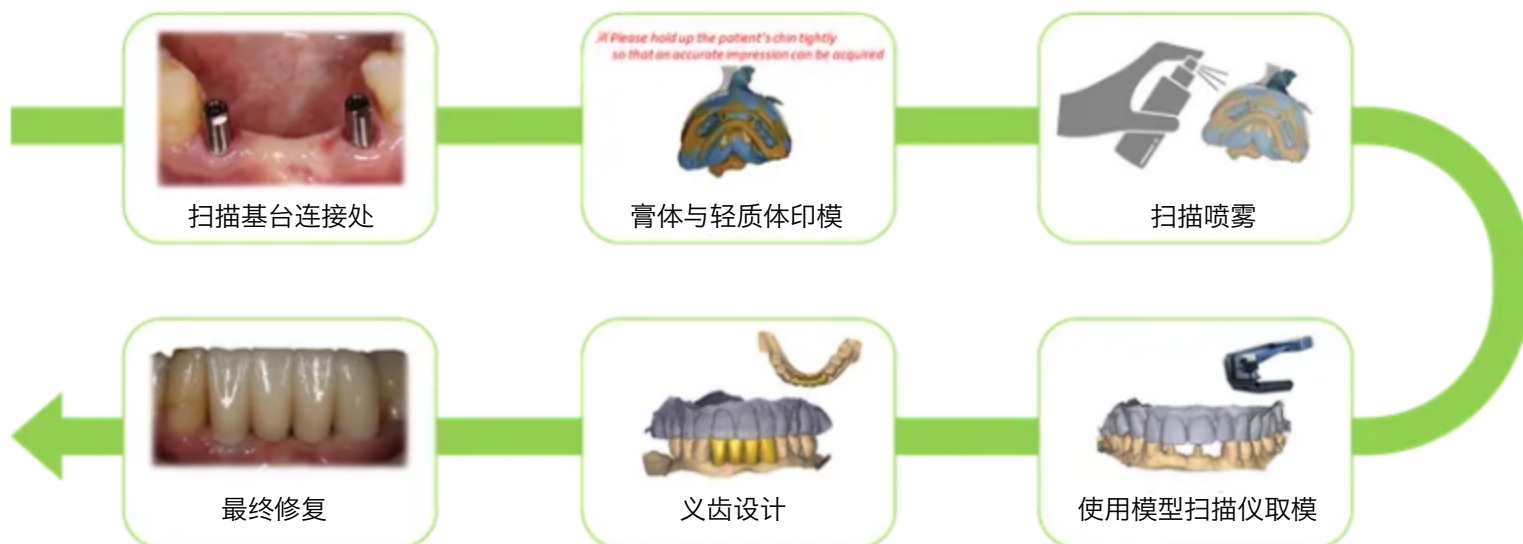 扫描基台连接处
※Please hold up the patient's chin tightly
so that an accurate impression can be acquired
膏体与轻质体印模
扫描喷雾
使用模型扫描仪取模
义齿设计
最终修复